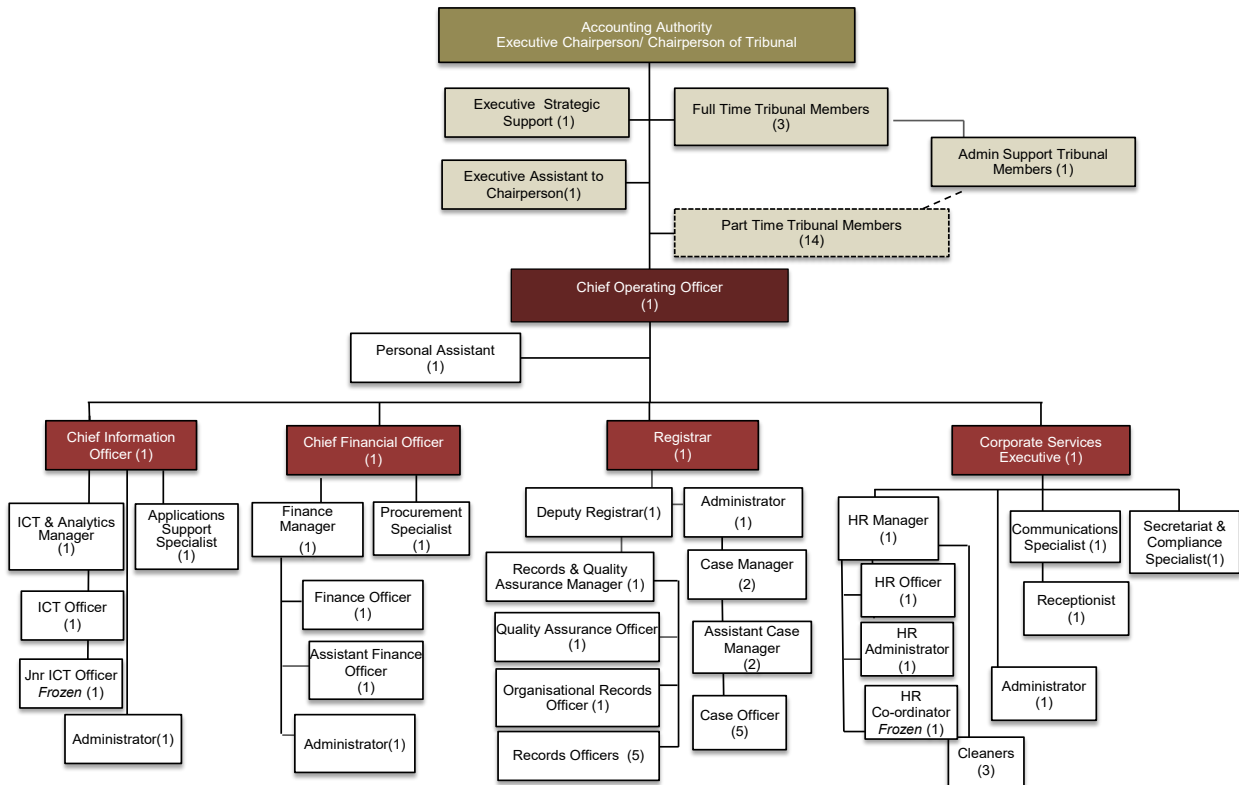 Accounting Authority
Executive Chairperson/ Chairperson of Tribunal
Executive Strategic
Support (1)
Full Time Tribunal Members
(3)
Admin Support Tribunal
Members (1)
Executive Assistant to
Chairperson(1)
Part Time Tribunal Members
(14)
Chief Operating Officer
(1)
Personal Assistant
(1)
Chief Information
Officer (1)
Chief Financial Officer
(1)
Registrar
(1)
Corporate Services
Executive (1)
ICT & Analytics
Manager
(1)
Applications
Support
Specialist
(1)
ICT Officer
(1)
Jnr ICT Officer
Frozen (1)
Administrator(1)
Finance
Manager
(1)
Procurement
Specialist
(1)
Finance Officer
(1)
Assistant Finance
Officer
(1)
Administrator(1)
Deputy Registrar(1)
Administrator
(1)
Records & Quality
Assurance Manager
(1)
Case Manager
(2)
Quality Assurance Officer
(1)
Assistant Case
Manager
(2)
Organisational Records
Officer (1)
Case Officer
(5)
Records Officers (5)
HR Manager
(1)
Communications
Specialist (1)
Secretariat &
Compliance
Specialist(1)
HR Officer
(1)
Receptionist
(1)
HR
Administrator
(1)
Administrator
(1)
HR
Co-ordinator
Frozen (1)
Cleaners
(3)